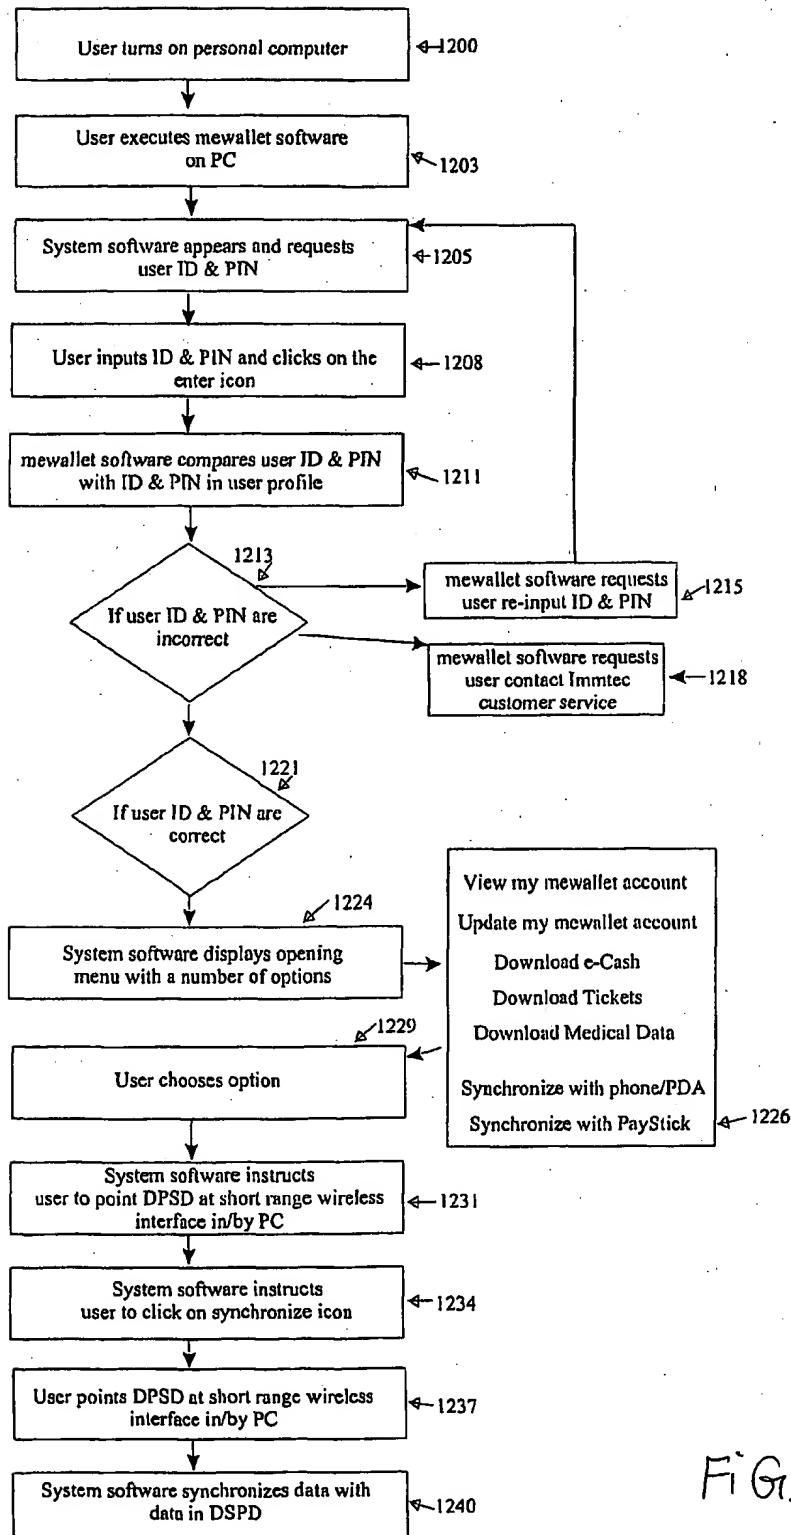 User turns on personal computer
1200
User executes mewallet software
on PC
1203
System software appears and requests
user ID & PIN
1205
User inputs ID & PIN and clicks on the
enter icon
1208
mewallet software compares user ID & PIN
with ID & PIN in user profile
1211
1213
If user ID & PIN are
incorrect
mewallet software requests
user re-input ID & PIN
1215
mewallet software requests
user contact Immtec
customer service
1218
1221
If user ID & PIN are
correct
1224
System software displays opening
menu with a number of options
View my mewallet account
Update my mewallet account
Download e-Cash
Download Tickets
Download Medical Data
Synchronize with phone/PDA
Synchronize with PayStick
1226
1229
User chooses option
System software instructs
user to point DPSD at short range wireless
interface in/by PC
1231
System software instructs
user to click on synchronize icon
1234
User points DPSD at short range wireless
interface in/by PC
1237
System software synchronizes data with
data in DSPD
1240
FiG.